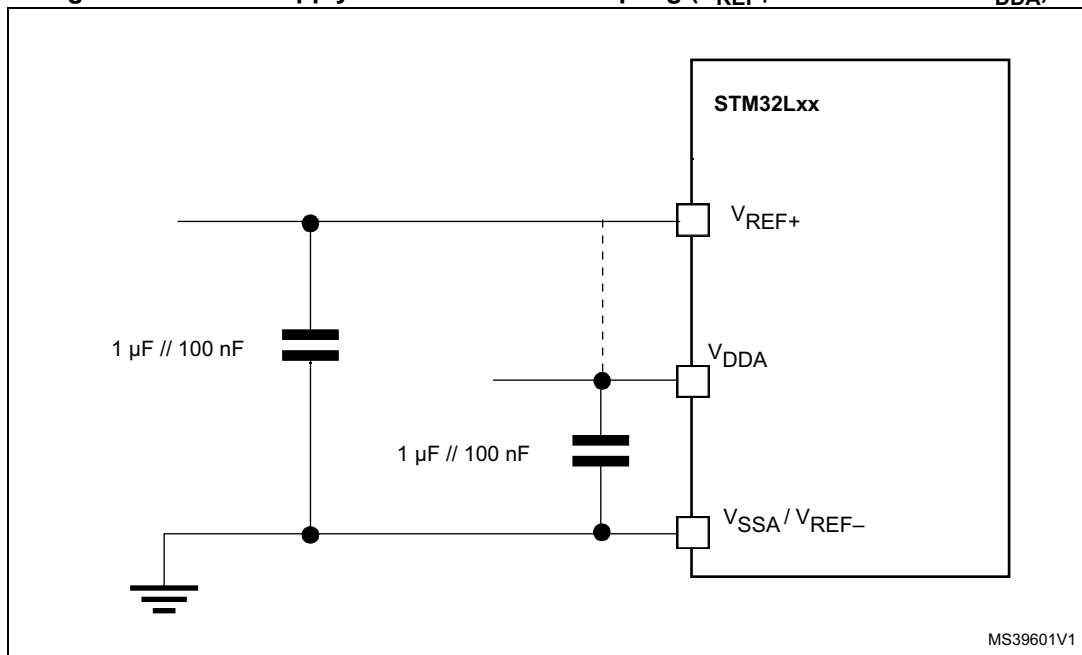 STM32Lxx
VREF+
1 µF // 100 nF
VDDA
1 µF // 100 nF
VSSA / VREF–
MS39601V1